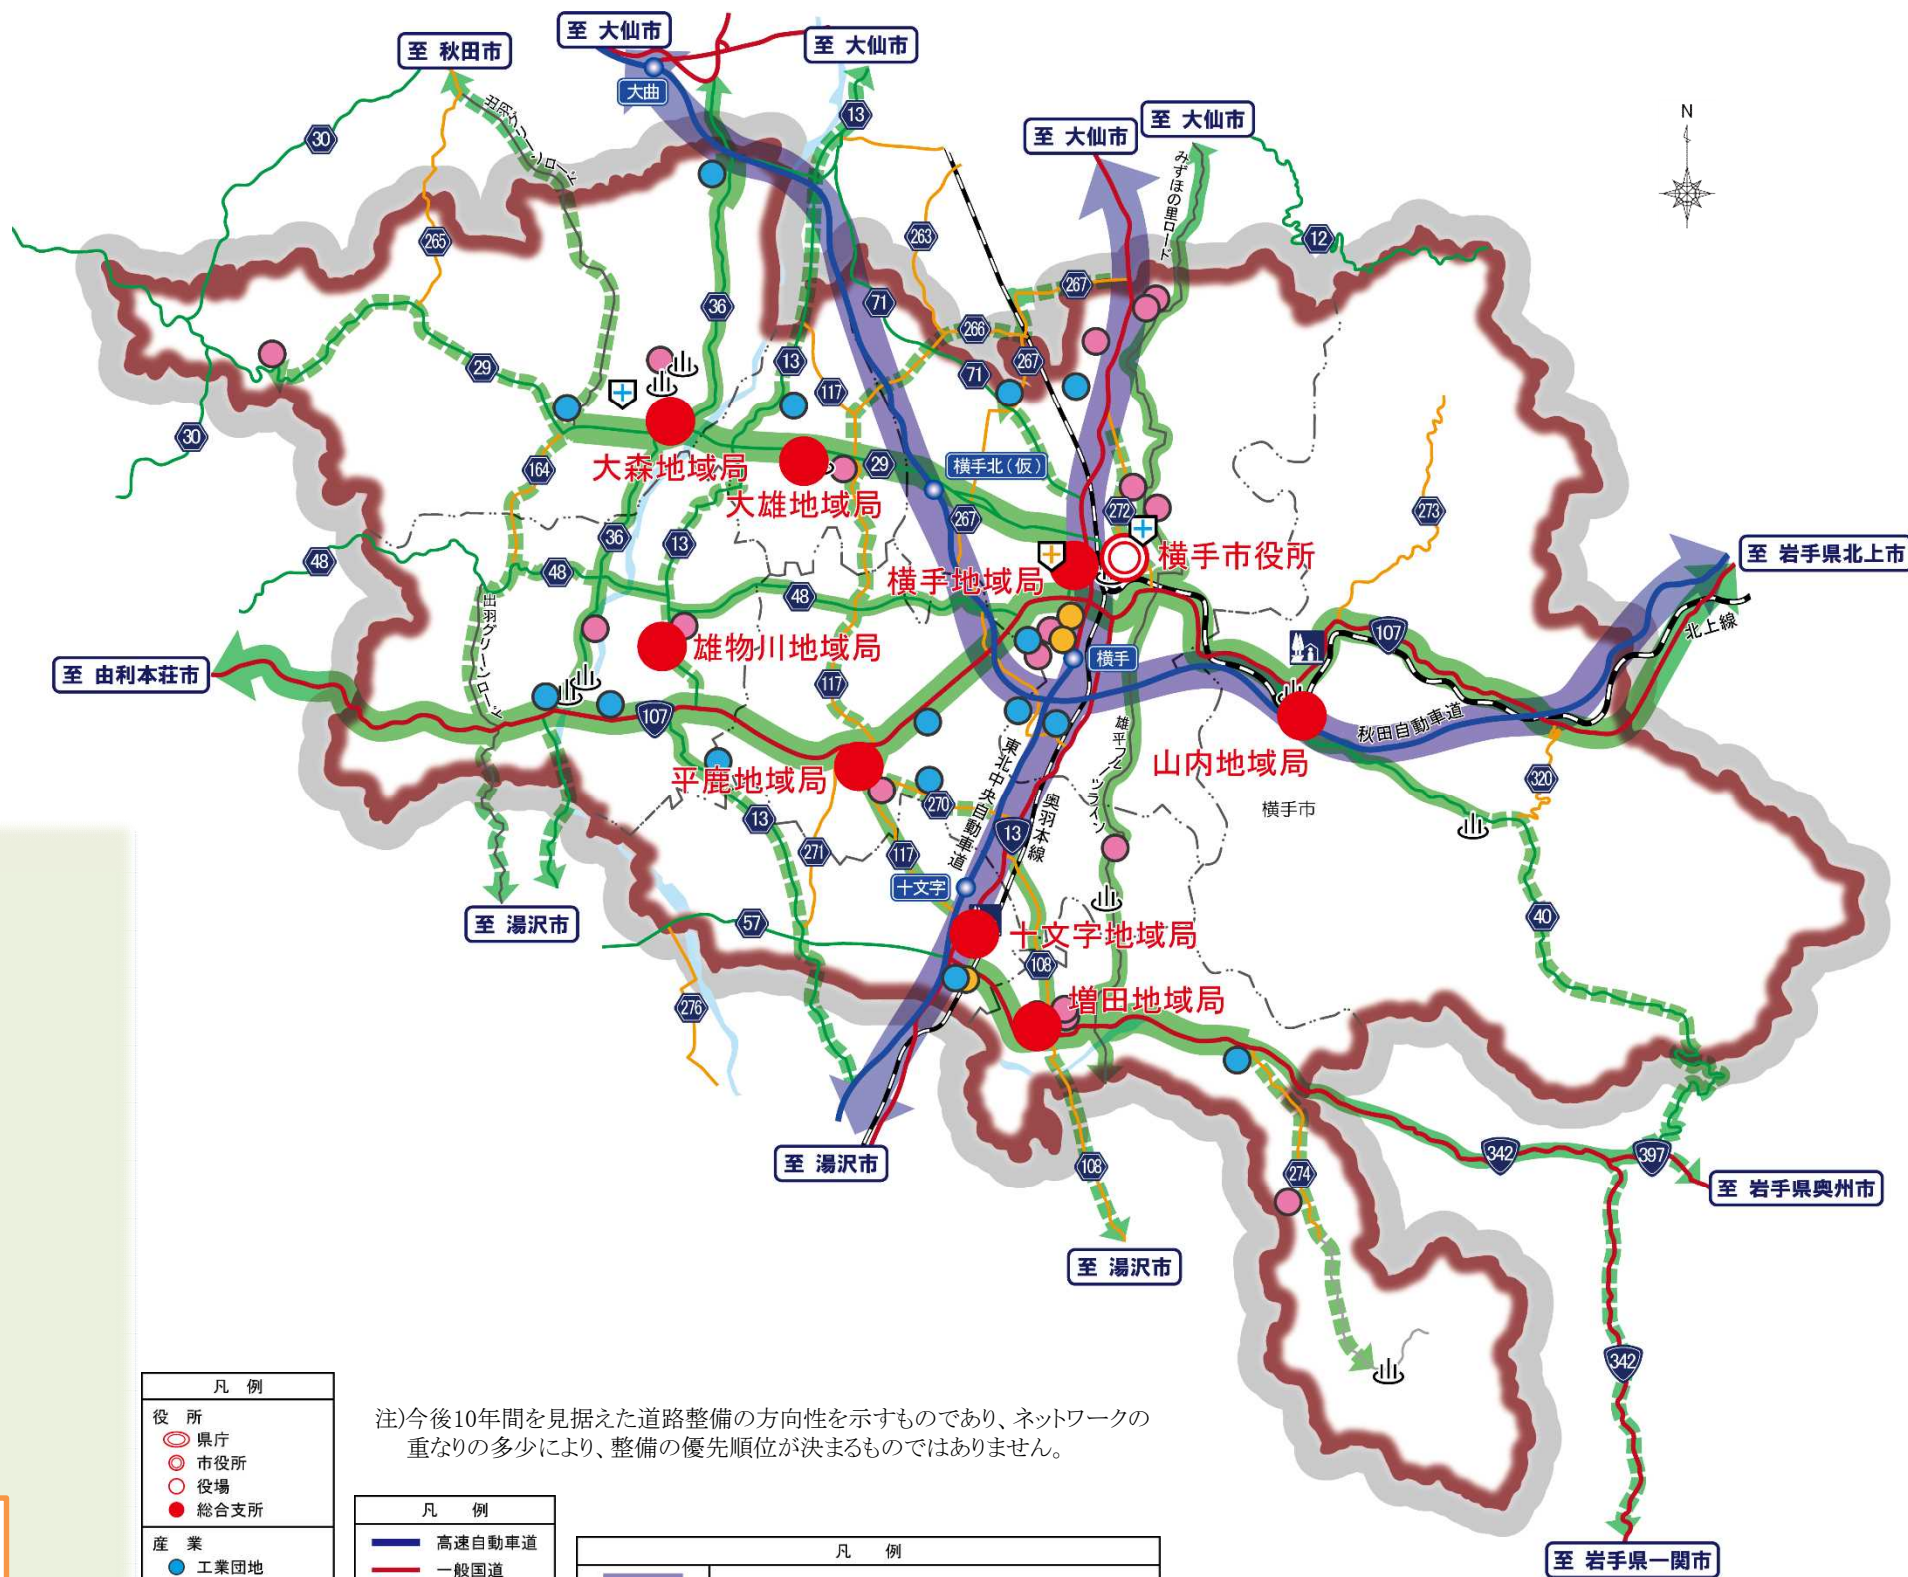 至 大仙市
至 秋田市
至 大仙市
大曲
至 大仙市
至 大仙市
N
出羽グリーンロード
みずほの里ロード
13
30
12
265
263
36
71
267
266
13
267
29
71
117
30
164
大森地域局
大雄地域局
29
横手北(仮)
267
272
273
36
13
48
48
48
横手地域局
横手市役所
至 岩手県北上市
北上線
107
出羽グリーンロード
雄物川地域局
横手
至 由利本荘市
117
107
秋田自動車道
山内地域局
雄平フルーツライン
東北中央自動車道
奥羽本線
平鹿地域局
横手市
320
270
13
13
271
117
十文字
40
至 湯沢市
57
十文字地域局
108
増田地域局
276
至 湯沢市
108
274
342
397
至 岩手県奥州市
至 湯沢市
342
至 岩手県一関市
注)今後10年間を見据えた道路整備の方向性を示すものであり、ネットワークの
重なりの多少により、整備の優先順位が決まるものではありません。
凡 例
役 所
県庁
市役所
役場
総合支所
産 業
工業団地
凡 例
高速自動車道
一般国道
凡 例